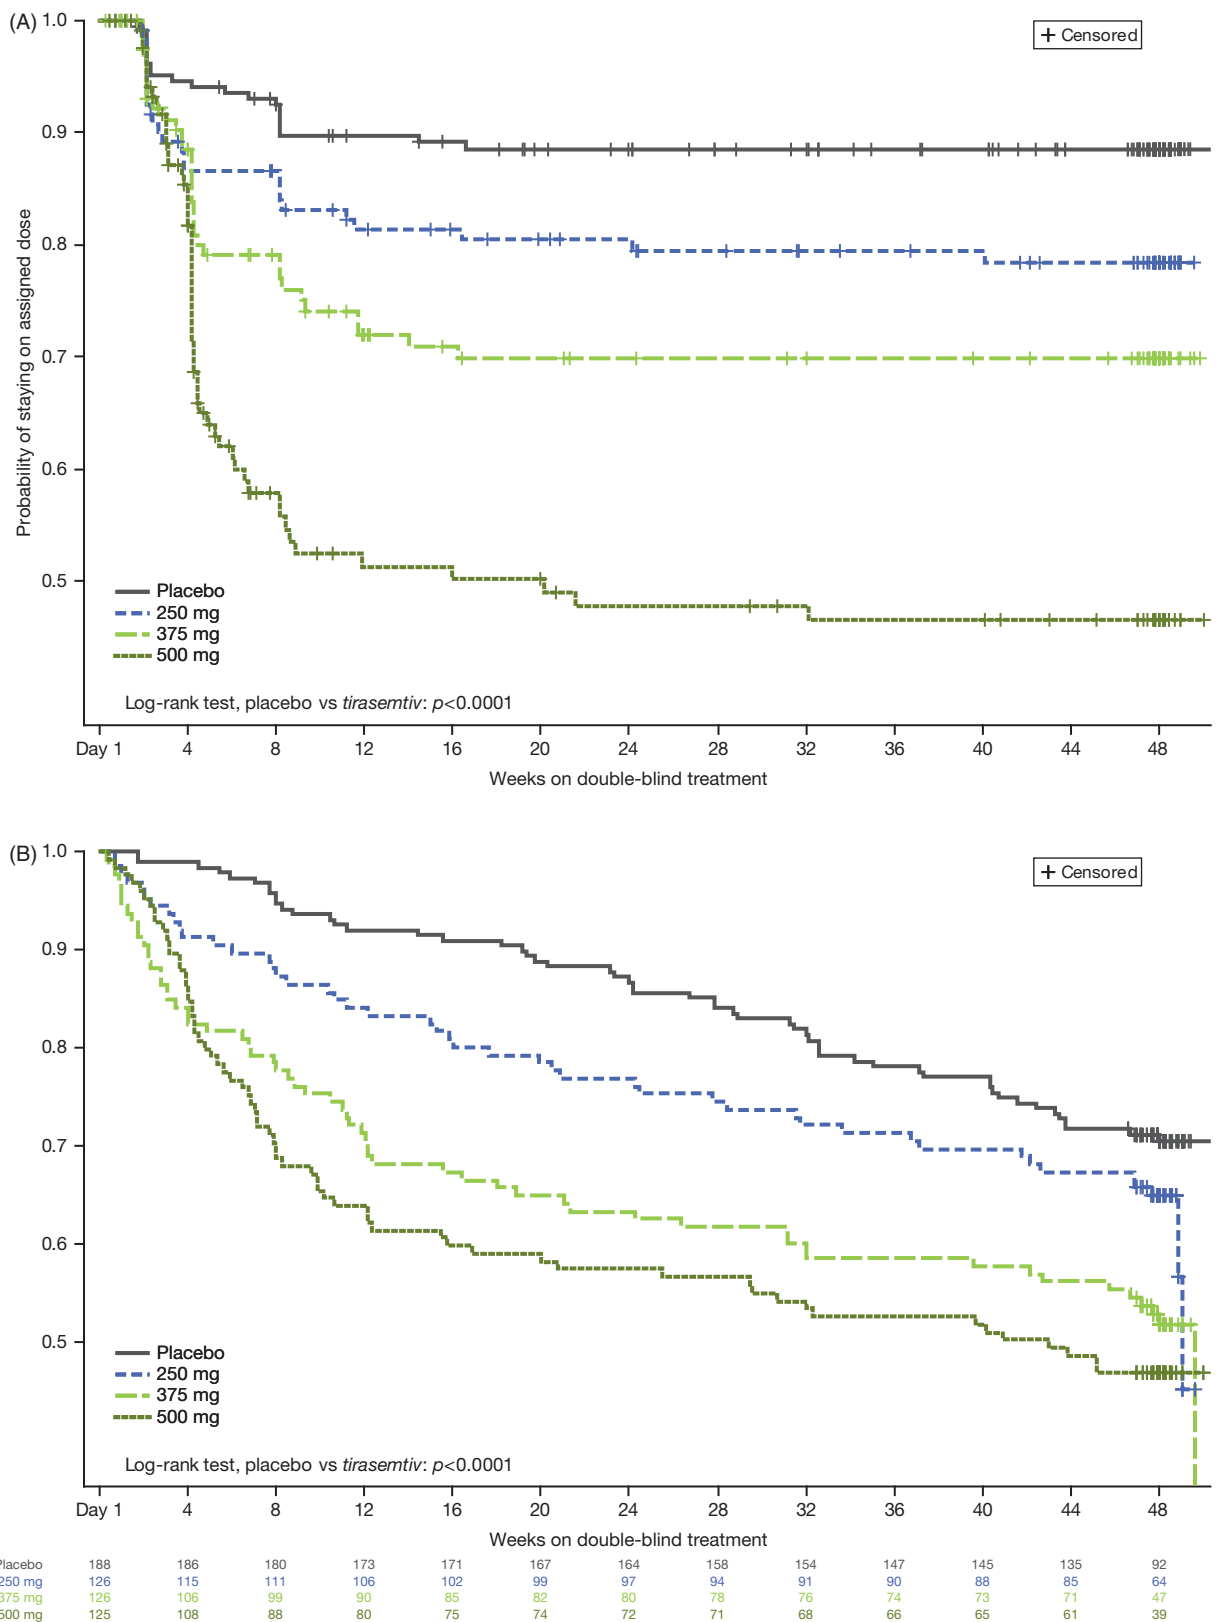 (A)
1.0
+ Censored
0.9
0.8
0.7
0.6
0.5
Probability of staying on assigned dose
Placebo
250 mg
375 mg
500 mg
Log-rank test, placebo vs tirasemtiv: p<0.0001
Day 1 4 8 12 16 20 24 28 32 36 40 44 48
Weeks on double-blind treatment
(B)
1.0
+ Censored
0.9
0.8
0.7
0.6
0.5
Placebo
250 mg
375 mg
500 mg
Log-rank test, placebo vs tirasemtiv: p<0.0001
Day 1 4 8 12 16 20 24 28 32 36 40 44 48
Weeks on double-blind treatment
Placebo 188 186 180 173 171 167 164 158 154 147 145 135 92
250 mg 126 115 111 106 102 99 97 94 91 90 88 85 64
375 mg 126 106 99 90 85 82 80 78 76 74 73 71 47
500 mg 125 108 88 80 75 74 72 71 68 66 65 61 39